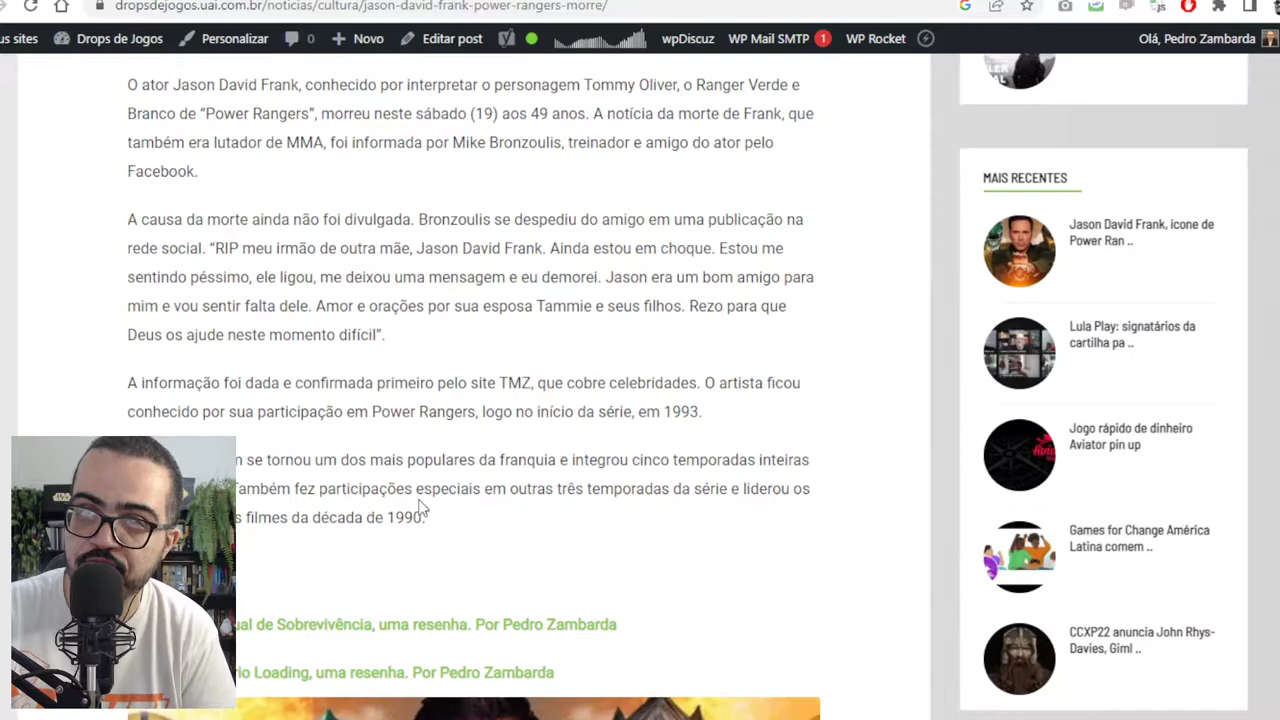 dropsdejogos.uai.com.br/noticias/cultura/jason-david-frank-power-rangers-morre/
us sites Drops de Jogos Personalizar 0 Novo Editar post wpDiscuz WP Mail SMTP 1 WP Rocket Olá, Pedro Zambarda
O ator Jason David Frank, conhecido por interpretar o personagem Tommy Oliver, o Ranger Verde e
Branco de “Power Rangers”, morreu neste sábado (19) aos 49 anos. A notícia da morte de Frank, que
também era lutador de MMA, foi informada por Mike Bronzoulis, treinador e amigo do ator pelo
Facebook.
A causa da morte ainda não foi divulgada. Bronzoulis se despediu do amigo em uma publicação na
rede social. “RIP meu irmão de outra mãe, Jason David Frank. Ainda estou em choque. Estou me
sentindo péssimo, ele ligou, me deixou uma mensagem e eu demorei. Jason era um bom amigo para
mim e vou sentir falta dele. Amor e orações por sua esposa Tammie e seus filhos. Rezo para que
Deus os ajude neste momento difícil”.
A informação foi dada e confirmada primeiro pelo site TMZ, que cobre celebridades. O artista ficou
conhecido por sua participação em Power Rangers, logo no início da série, em 1993.
m se tornou um dos mais populares da franquia e integrou cinco temporadas inteiras
Também fez participações especiais em outras três temporadas da série e liderou os
s filmes da década de 1990.
ual de Sobrevivência, uma resenha. Por Pedro Zambarda
rio Loading, uma resenha. Por Pedro Zambarda
MAIS RECENTES
Jason David Frank, ícone de
Power Ran ..
Lula Play: signatários da
cartilha pa ..
Jogo rápido de dinheiro
Aviator pin up
Games for Change América
Latina comem ..
CCXP22 anuncia John Rhys-
Davies, Giml ..